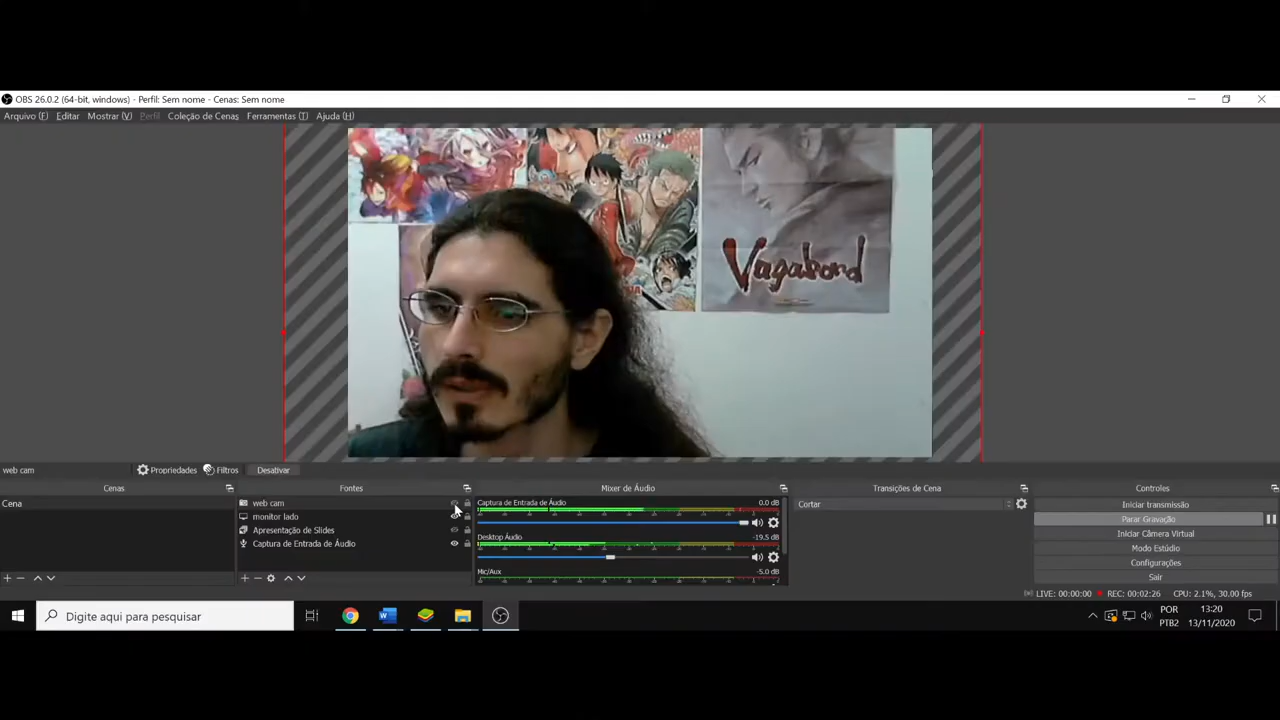 OBS 26.0.2 (64-bit, windows) - Perfil: Sem nome - Cenas: Sem nome
Arquivo (F) Editar Mostrar (V) Perfil Coleção de Cenas Ferramentas (T) Ajuda (H)
Vagabond
web cam Propriedades Filtros Desativar
Cenas Fontes Mixer de Áudio Transições de Cena Controles
Cena
web cam
monitor lado
Apresentação de Slides
Captura de Entrada de Áudio
Captura de Entrada de Áudio 0.0 dB
Desktop Áudio -19.5 dB
Mic/Aux -5.0 dB
Cortar
Iniciar transmissão
Parar Gravação
Iniciar Câmera Virtual
Modo Estúdio
Configurações
Sair
LIVE: 00:00:00 REC: 00:02:26 CPU: 2.1%, 30.00 fps
Digite aqui para pesquisar
POR
PTB2
13:20
13/11/2020